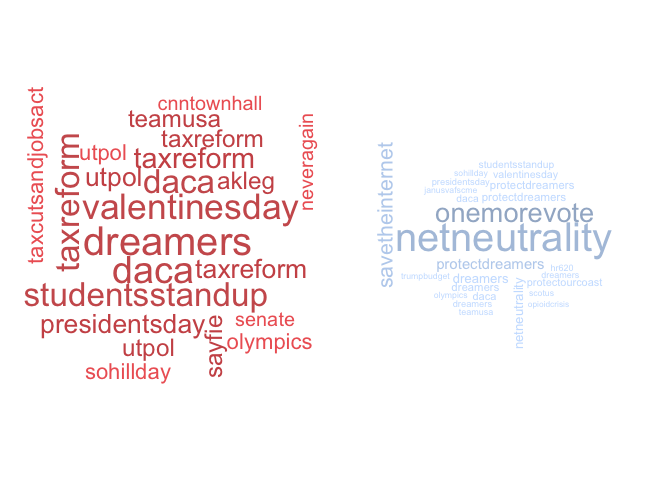 taxcutsandjobsact
cnntownhall
teamusa
neveragain
taxreform
taxreform
utpol
taxreform
utpol
daca
akleg
valentinesday
dreamers
daca
taxreform
studentsstandup
presidentsday
sayfie
senate
utpol
olympics
sohillday
savetheinternet
studentsstandup
sohillday
valentinesday
presidentsday
protectdreamers
janusvafscme
daca
protectdreamers
onemorevote
netneutrality
protectdreamers
hr620
trumpbudget
dreamers
dreamers
dreamers
protectourcoast
olympics
daca
scotus
dreamers
netneutrality
opioidcrisis
teamusa